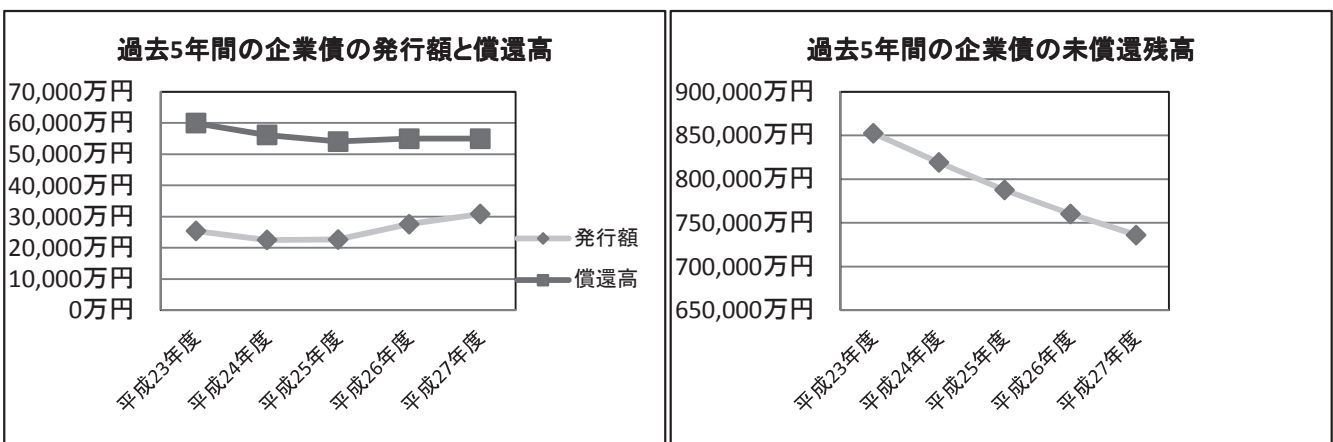 過去5年間の企業債の発行額と償還高
70,000万円
60,000万円
50,000万円
40,000万円
30,000万円
20,000万円
10,000万円
0万円
平成23年度
平成24年度
平成25年度
平成26年度
平成27年度
発行額
償還高
過去5年間の企業債の未償還残高
900,000万円
850,000万円
800,000万円
750,000万円
700,000万円
650,000万円
平成23年度
平成24年度
平成25年度
平成26年度
平成27年度